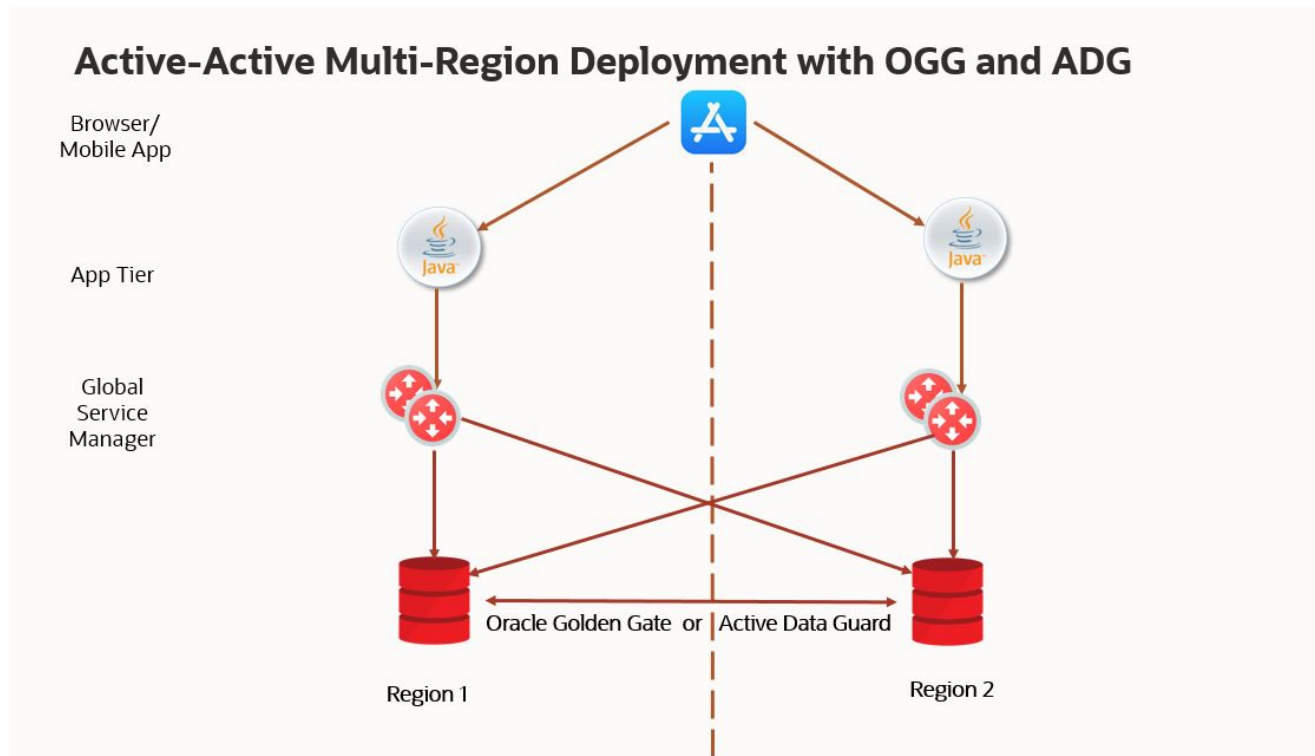 Active-Active Multi-Region Deployment with OGG and ADG
Browser/
Mobile App
Java
Java
App Tier
Global
Service
Manager
Oracle Golden Gate or Active Data Guard
Region 1
Region 2